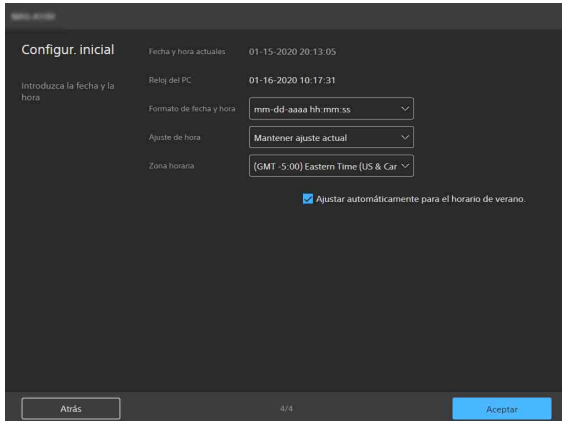 Configur. inicial
Introduzca la fecha y la
hora
Fecha y hora actuales 01-15-2020 20:13:05
Reloj del PC 01-16-2020 10:17:31
Formato de fecha y hora mm-dd-aaaa hh:mm:ss
Ajuste de hora Mantener ajuste actual
Zona horaria (GMT -5:00) Eastern Time (US & Car
Ajustar automáticamente para el horario de verano.
Atrás 4/4 Aceptar